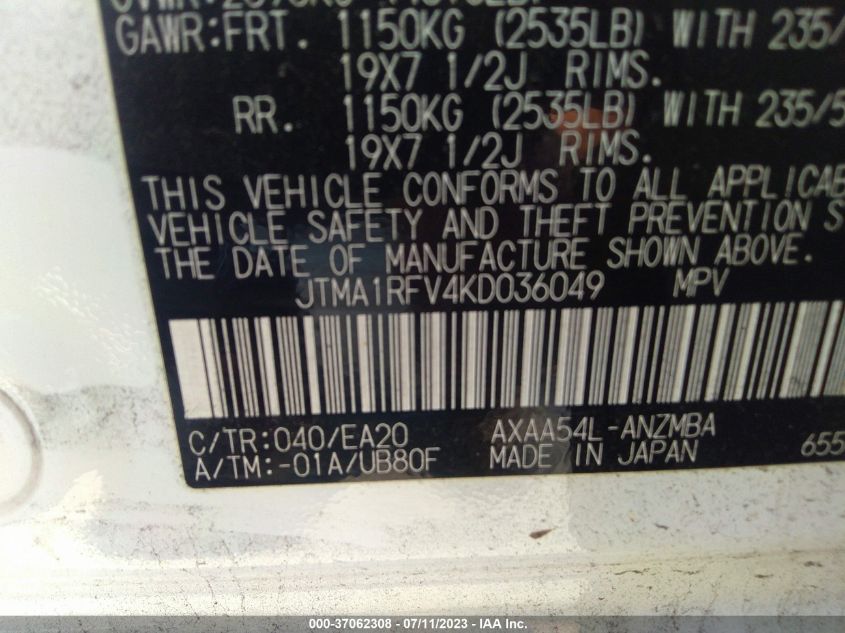 GAWR:FRT. 1150KG (2535LB) WITH 235/
19X7 1/2J RIMS.
RR. 1150KG (2535LB) WITH 235/5
19X7 1/2J RIMS.
THIS VEHICLE CONFORMS TO ALL APPLICAB
VEHICLE SAFETY AND THEFT PREVENTION S
THE DATE OF MANUFACTURE SHOWN ABOVE.
JTMA1RFV4KD036049 MPV
C/TR:040/EA20 AXAA54L-ANZMBA
A/TM:-01A/UB80F MADE IN JAPAN 655
000-37062308 - 07/11/2023 - IAA Inc.